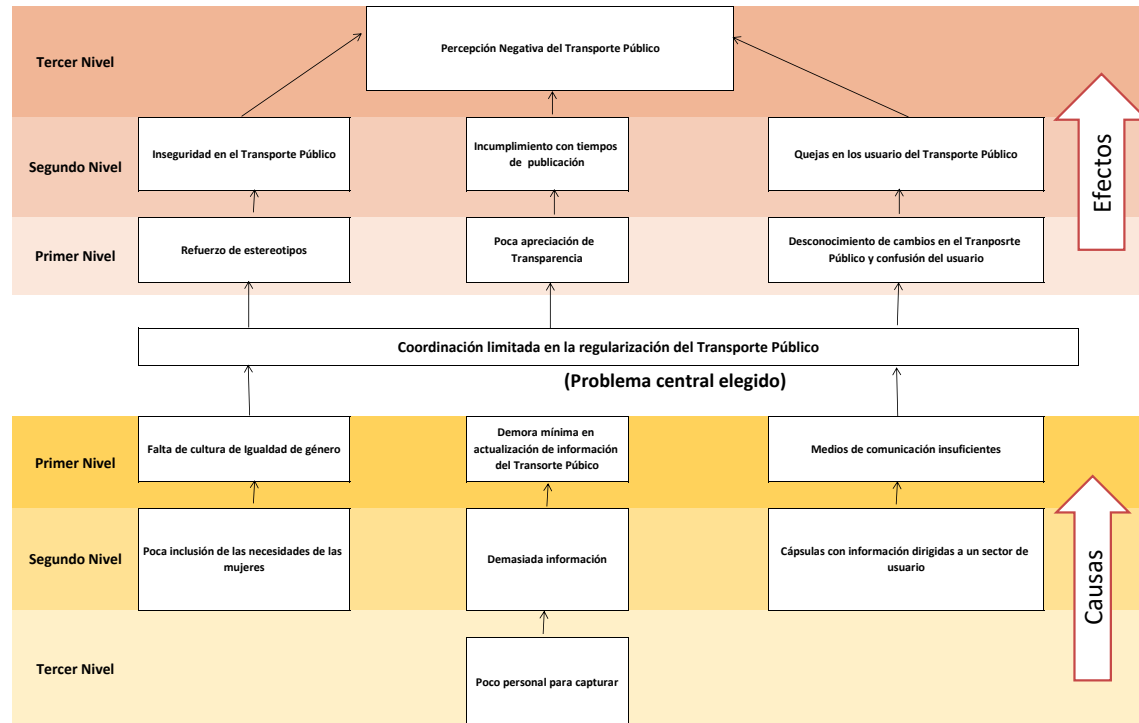 Tercer Nivel
Percepción Negativa del Transporte Público
Segundo Nivel
Inseguridad en el Transporte Público
Incumplimiento con tiempos
de publicación
Quejas en los usuario del Transporte Público
Efectos
Primer Nivel
Refuerzo de estereotipos
Poca apreciación de
Transparencia
Desconocimiento de cambios en el Tranposrte
Público y confusión del usuario
Coordinación limitada en la regularización del Transporte Público
(Problema central elegido)
Primer Nivel
Falta de cultura de Igualdad de género
Demora mínima en
actualización de información
del Transorte Púbico
Medios de comunicación insuficientes
Segundo Nivel
Poca inclusión de las necesidades de las
mujeres
Demasiada información
Cápsulas con información dirigidas a un sector de
usuario
Causas
Tercer Nivel
Poco personal para capturar